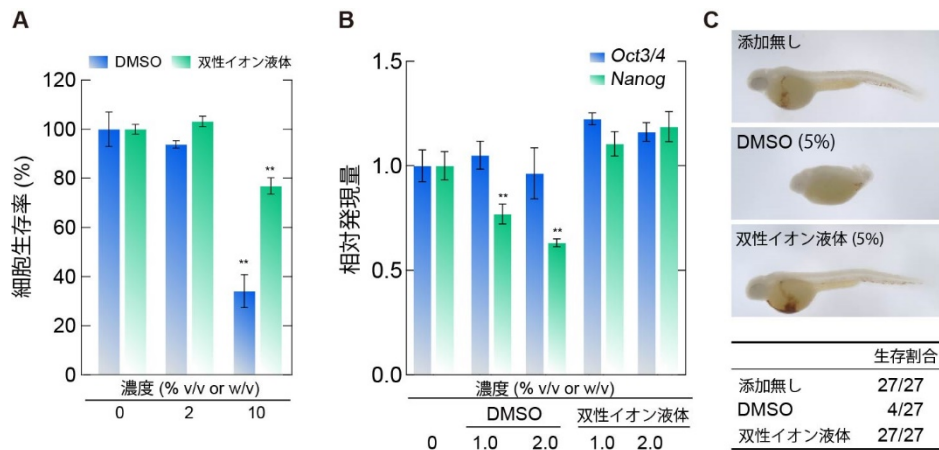 A
DMSO 双性イオン液体
細胞生存率 (%)
120
100
80
60
40
20
0
**
**
濃度 (% v/v or w/v)
0 2 10
B
Oct3/4
Nanog
相対発現量
1.5
1.0
0.5
0.0
**
**
濃度 (% v/v or w/v)
DMSO 双性イオン液体
0 1.0 2.0 1.0 2.0
C
添加無し
DMSO (5%)
双性イオン液体 (5%)
生存割合
添加無し 27/27
DMSO 4/27
双性イオン液体 27/27